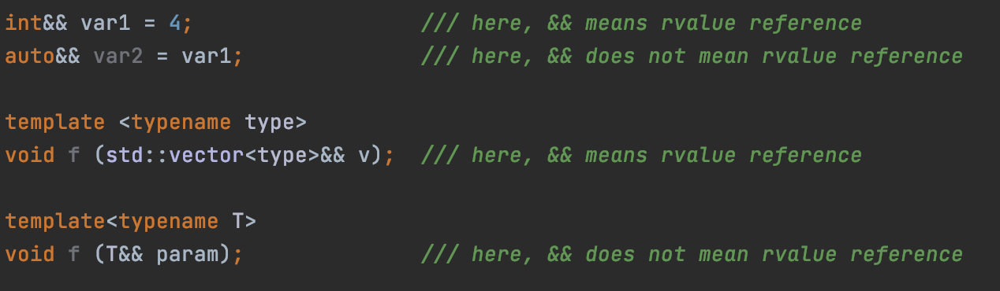 int&& var1 = 4; /// here, && means rvalue reference
auto&& var2 = var1; /// here, && does not mean rvalue reference
template <typename type>
void f (std::vector<type>&& v); /// here, && means rvalue reference
template<typename T>
void f (T&& param); /// here, && does not mean rvalue reference